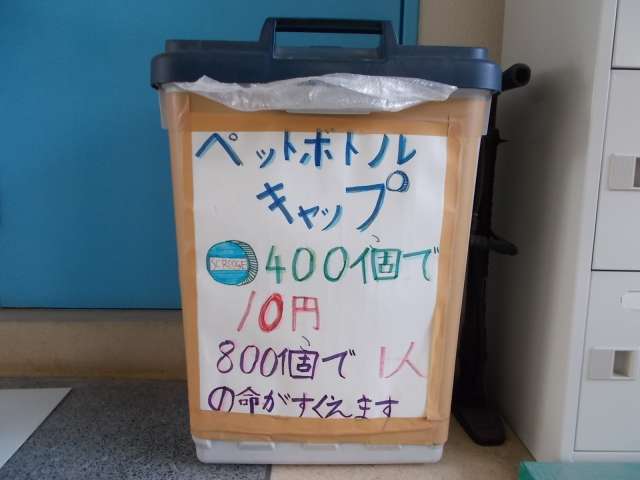 ペットボトル
キャップ
400個で
10円
800個で 1人
の命がすくえます